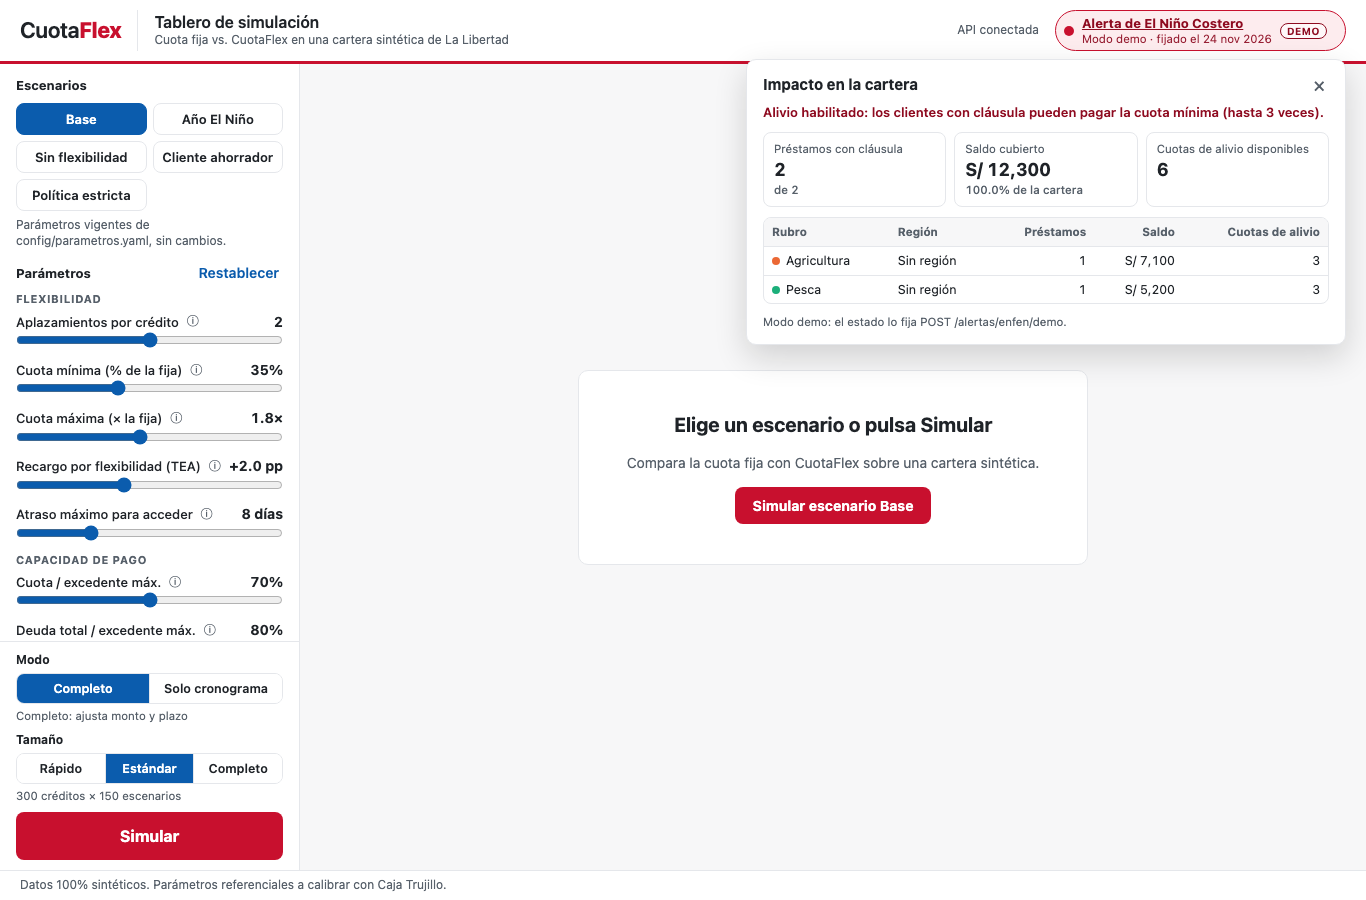 CuotaFlex
Tablero de simulación
Cuota fija vs. CuotaFlex en una cartera sintética de La Libertad
API conectada
Alerta de El Niño Costero
Modo demo · fijado el 24 nov 2026
DEMO
Escenarios
Base
Año El Niño
Sin flexibilidad
Cliente ahorrador
Política estricta
Parámetros vigentes de
config/parametros.yaml, sin cambios.
Parámetros
Restablecer
FLEXIBILIDAD
Aplazamientos por crédito ⓘ 2
Cuota mínima (% de la fija) ⓘ 35%
Cuota máxima (× la fija) ⓘ 1.8×
Recargo por flexibilidad (TEA) ⓘ +2.0 pp
Atraso máximo para acceder ⓘ 8 días
CAPACIDAD DE PAGO
Cuota / excedente máx. ⓘ 70%
Deuda total / excedente máx. ⓘ 80%
Modo
Completo
Solo cronograma
Completo: ajusta monto y plazo
Tamaño
Rápido
Estándar
Completo
300 créditos × 150 escenarios
Simular
Impacto en la cartera
×
Alivio habilitado: los clientes con cláusula pueden pagar la cuota mínima (hasta 3 veces).
Préstamos con cláusula
2
de 2
Saldo cubierto
S/ 12,300
100.0% de la cartera
Cuotas de alivio disponibles
6
Rubro Región Préstamos Saldo Cuotas de alivio
Agricultura Sin región 1 S/ 7,100 3
Pesca Sin región 1 S/ 5,200 3
Modo demo: el estado lo fija POST /alertas/enfen/demo.
Elige un escenario o pulsa Simular
Compara la cuota fija con CuotaFlex sobre una cartera sintética.
Simular escenario Base
Datos 100% sintéticos. Parámetros referenciales a calibrar con Caja Trujillo.